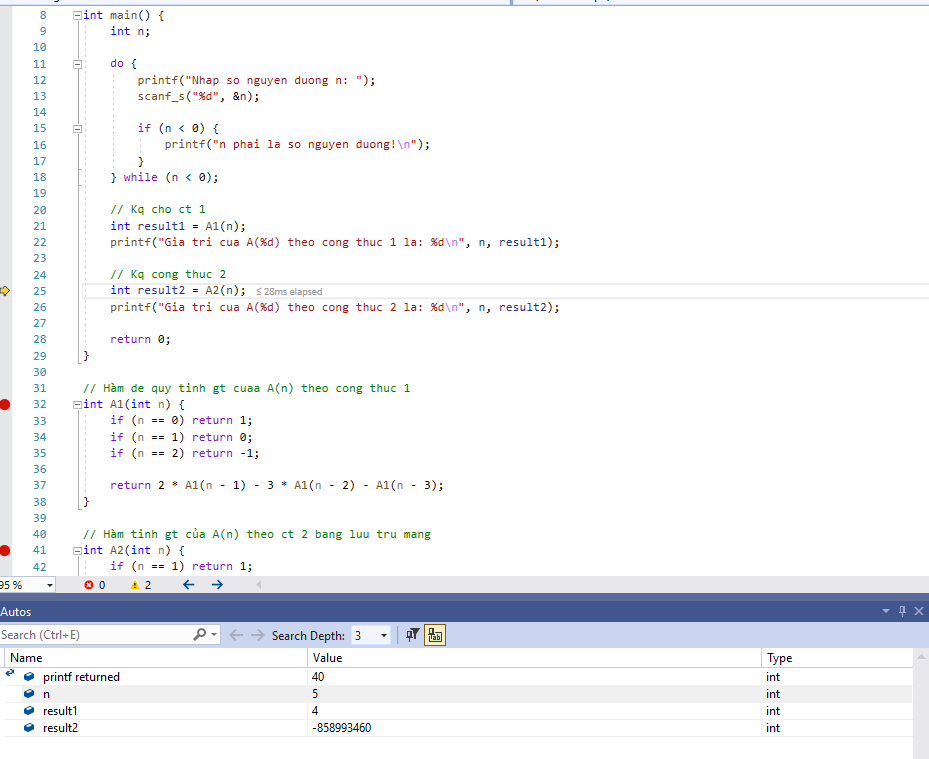 8 int main() {
9 int n;
10
11 do {
12 printf("Nhap so nguyen duong n: ");
13 scanf_s("%d", &n);
14
15 if (n < 0) {
16 printf("n phai la so nguyen duong!\n");
17 }
18 } while (n < 0);
19
20 // Kq cho ct 1
21 int result1 = A1(n);
22 printf("Gia tri cua A(%d) theo cong thuc 1 la: %d\n", n, result1);
23
24 // Kq cong thuc 2
25 int result2 = A2(n); ≤ 28ms elapsed
26 printf("Gia tri cua A(%d) theo cong thuc 2 la: %d\n", n, result2);
27
28 return 0;
29 }
30
31 // Hàm de quy tinh gt cuaa A(n) theo cong thuc 1
32 int A1(int n) {
33 if (n == 0) return 1;
34 if (n == 1) return 0;
35 if (n == 2) return -1;
36
37 return 2 * A1(n - 1) - 3 * A1(n - 2) - A1(n - 3);
38 }
39
40 // Hàm tinh gt của A(n) theo ct 2 bang luu tru mang
41 int A2(int n) {
42 if (n == 1) return 1;
95 % 0 2
Autos
Search (Ctrl+E) Search Depth: 3
Name Value Type
printf returned 40 int
n 5 int
result1 4 int
result2 -858993460 int